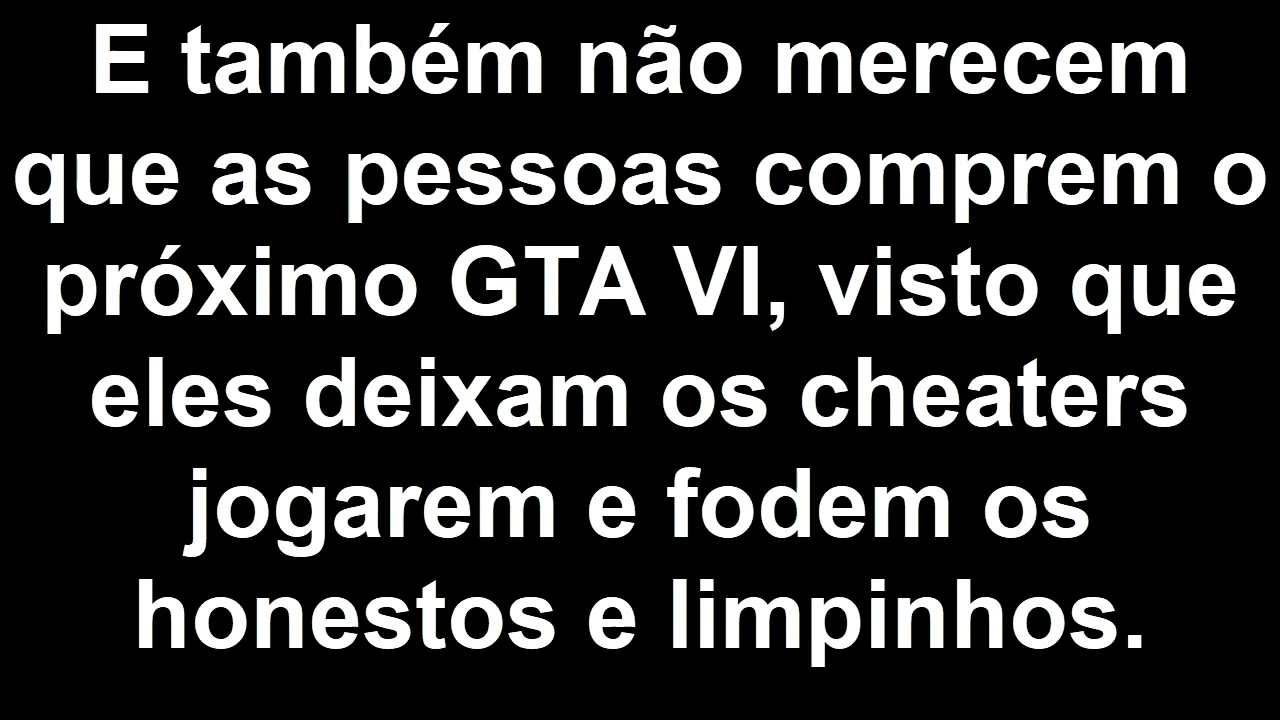 E também não merecem
que as pessoas comprem o
próximo GTA VI, visto que
eles deixam os cheaters
jogarem e fodem os
honestos e limpinhos.